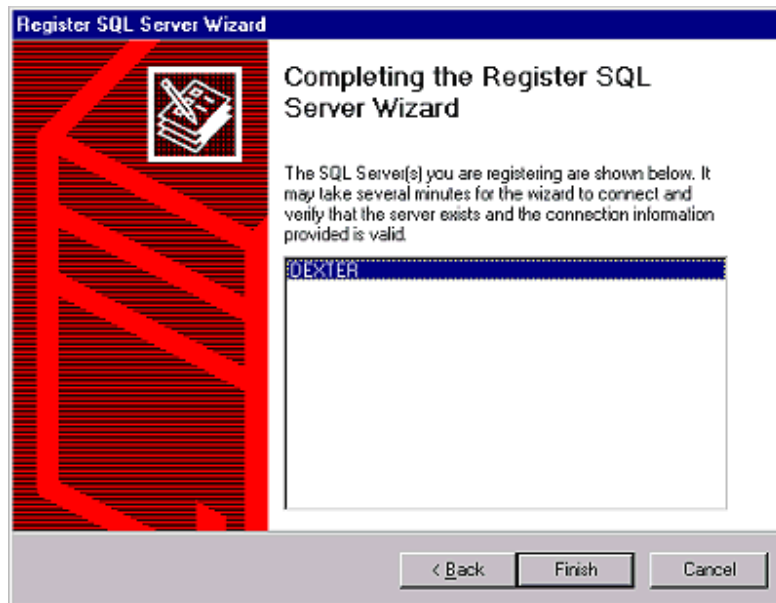 Register SQL Server Wizard
Completing the Register SQL
Server Wizard
The SQL Server(s) you are registering are shown below. It
may take several minutes for the wizard to connect and
verify that the server exists and the connection information
provided is valid.
DEXTER
< Back
Finish
Cancel